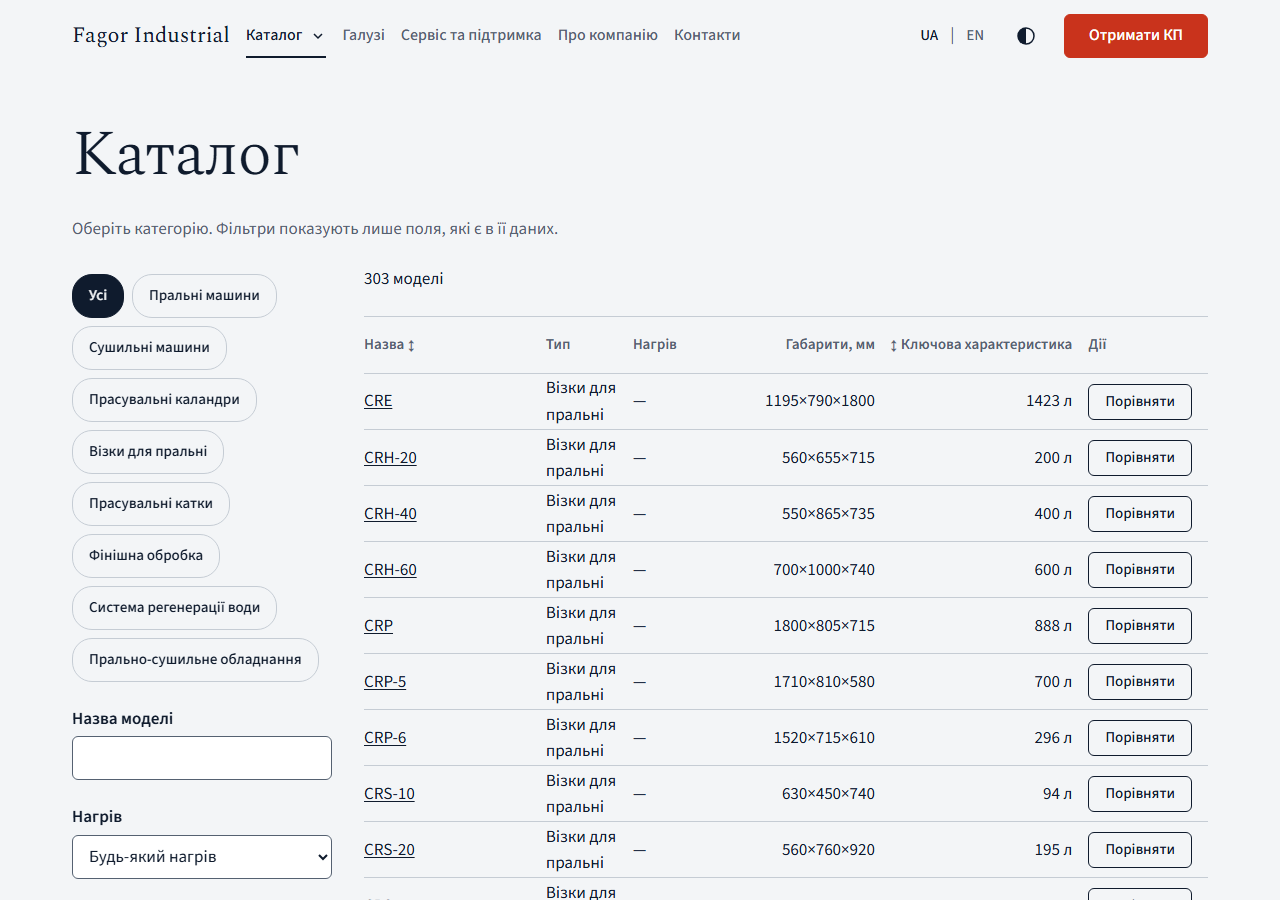 Fagor Industrial Каталог Галузі Сервіс та підтримка Про компанію Контакти UA | EN Отримати КП
Каталог
Оберіть категорію. Фільтри показують лише поля, які є в її даних.
Усі Пральні машини
Сушильні машини
Прасувальні каландри
Візки для пральні
Прасувальні катки
Фінішна обробка
Система регенерації води
Прально-сушильне обладнання
Назва моделі
Нагрів
Будь-який нагрів
303 моделі
Назва ↕ Тип Нагрів Габарити, мм ↕ Ключова характеристика Дії
CRE Візки для пральні — 1195×790×1800 1423 л Порівняти
CRH-20 Візки для пральні — 560×655×715 200 л Порівняти
CRH-40 Візки для пральні — 550×865×735 400 л Порівняти
CRH-60 Візки для пральні — 700×1000×740 600 л Порівняти
CRP Візки для пральні — 1800×805×715 888 л Порівняти
CRP-5 Візки для пральні — 1710×810×580 700 л Порівняти
CRP-6 Візки для пральні — 1520×715×610 296 л Порівняти
CRS-10 Візки для пральні — 630×450×740 94 л Порівняти
CRS-20 Візки для пральні — 560×760×920 195 л Порівняти
Візки для